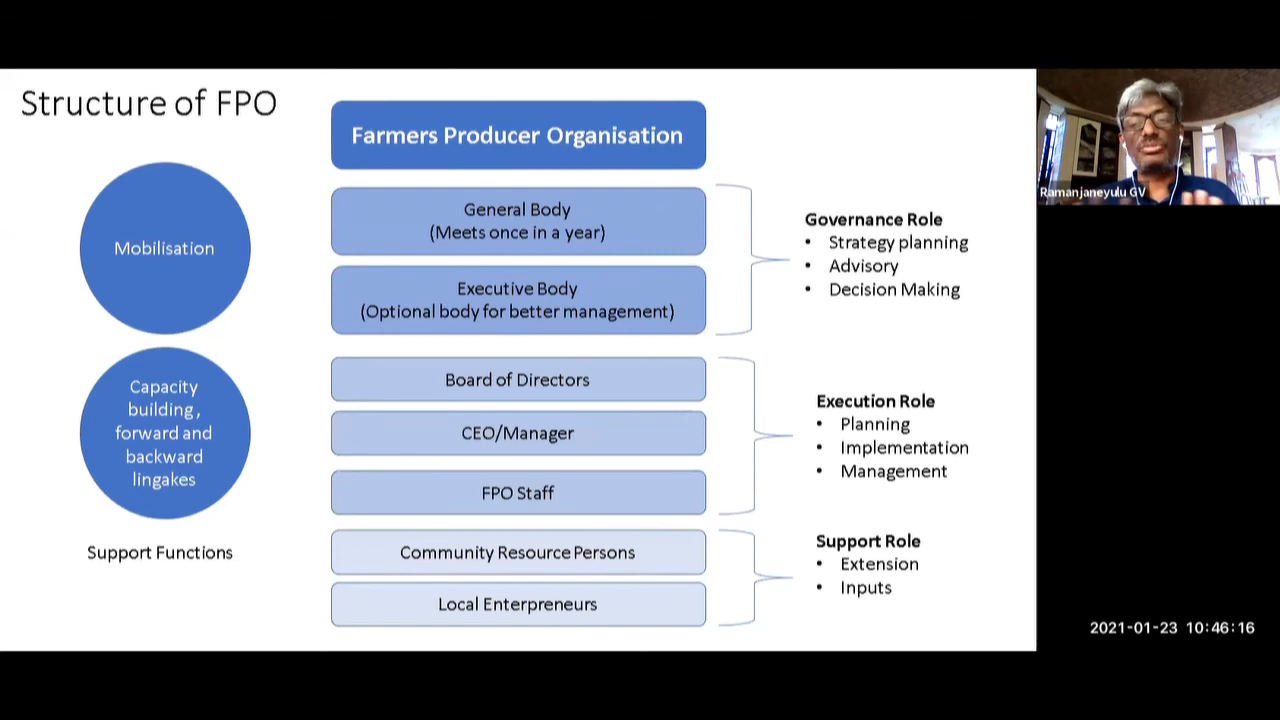 Structure of FPO
Farmers Producer Organisation
Mobilisation
Capacity
building,
forward and
backward
lingakes
Support Functions
General Body
(Meets once in a year)
Executive Body
(Optional body for better management)
Board of Directors
CEO/Manager
FPO Staff
Community Resource Persons
Local Enterpreneurs
Governance Role
• Strategy planning
• Advisory
• Decision Making
Execution Role
• Planning
• Implementation
• Management
Support Role
• Extension
• Inputs
Ramanjaneyulu GV
2021-01-23 10:46:16